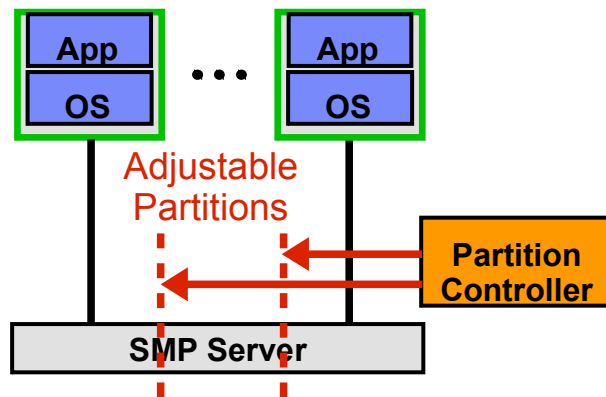 App
App
OS
OS
Adjustable
Partitions
Partition
Controller
SMP Server